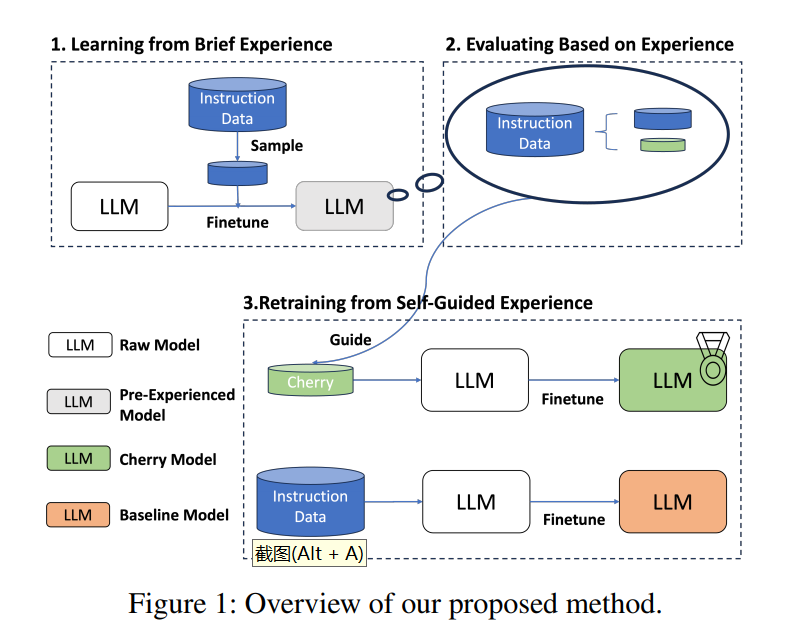 1. Learning from Brief Experience
2. Evaluating Based on Experience
Instruction
Data
Sample
LLM
Finetune
LLM
Instruction
Data
3.Retraining from Self-Guided Experience
LLM
Raw Model
LLM
Pre-Experienced
Model
LLM
Cherry Model
LLM
Baseline Model
Guide
Cherry
LLM
Finetune
LLM
Instruction
Data
LLM
Finetune
LLM
截图(Alt + A)
Figure 1: Overview of our proposed method.